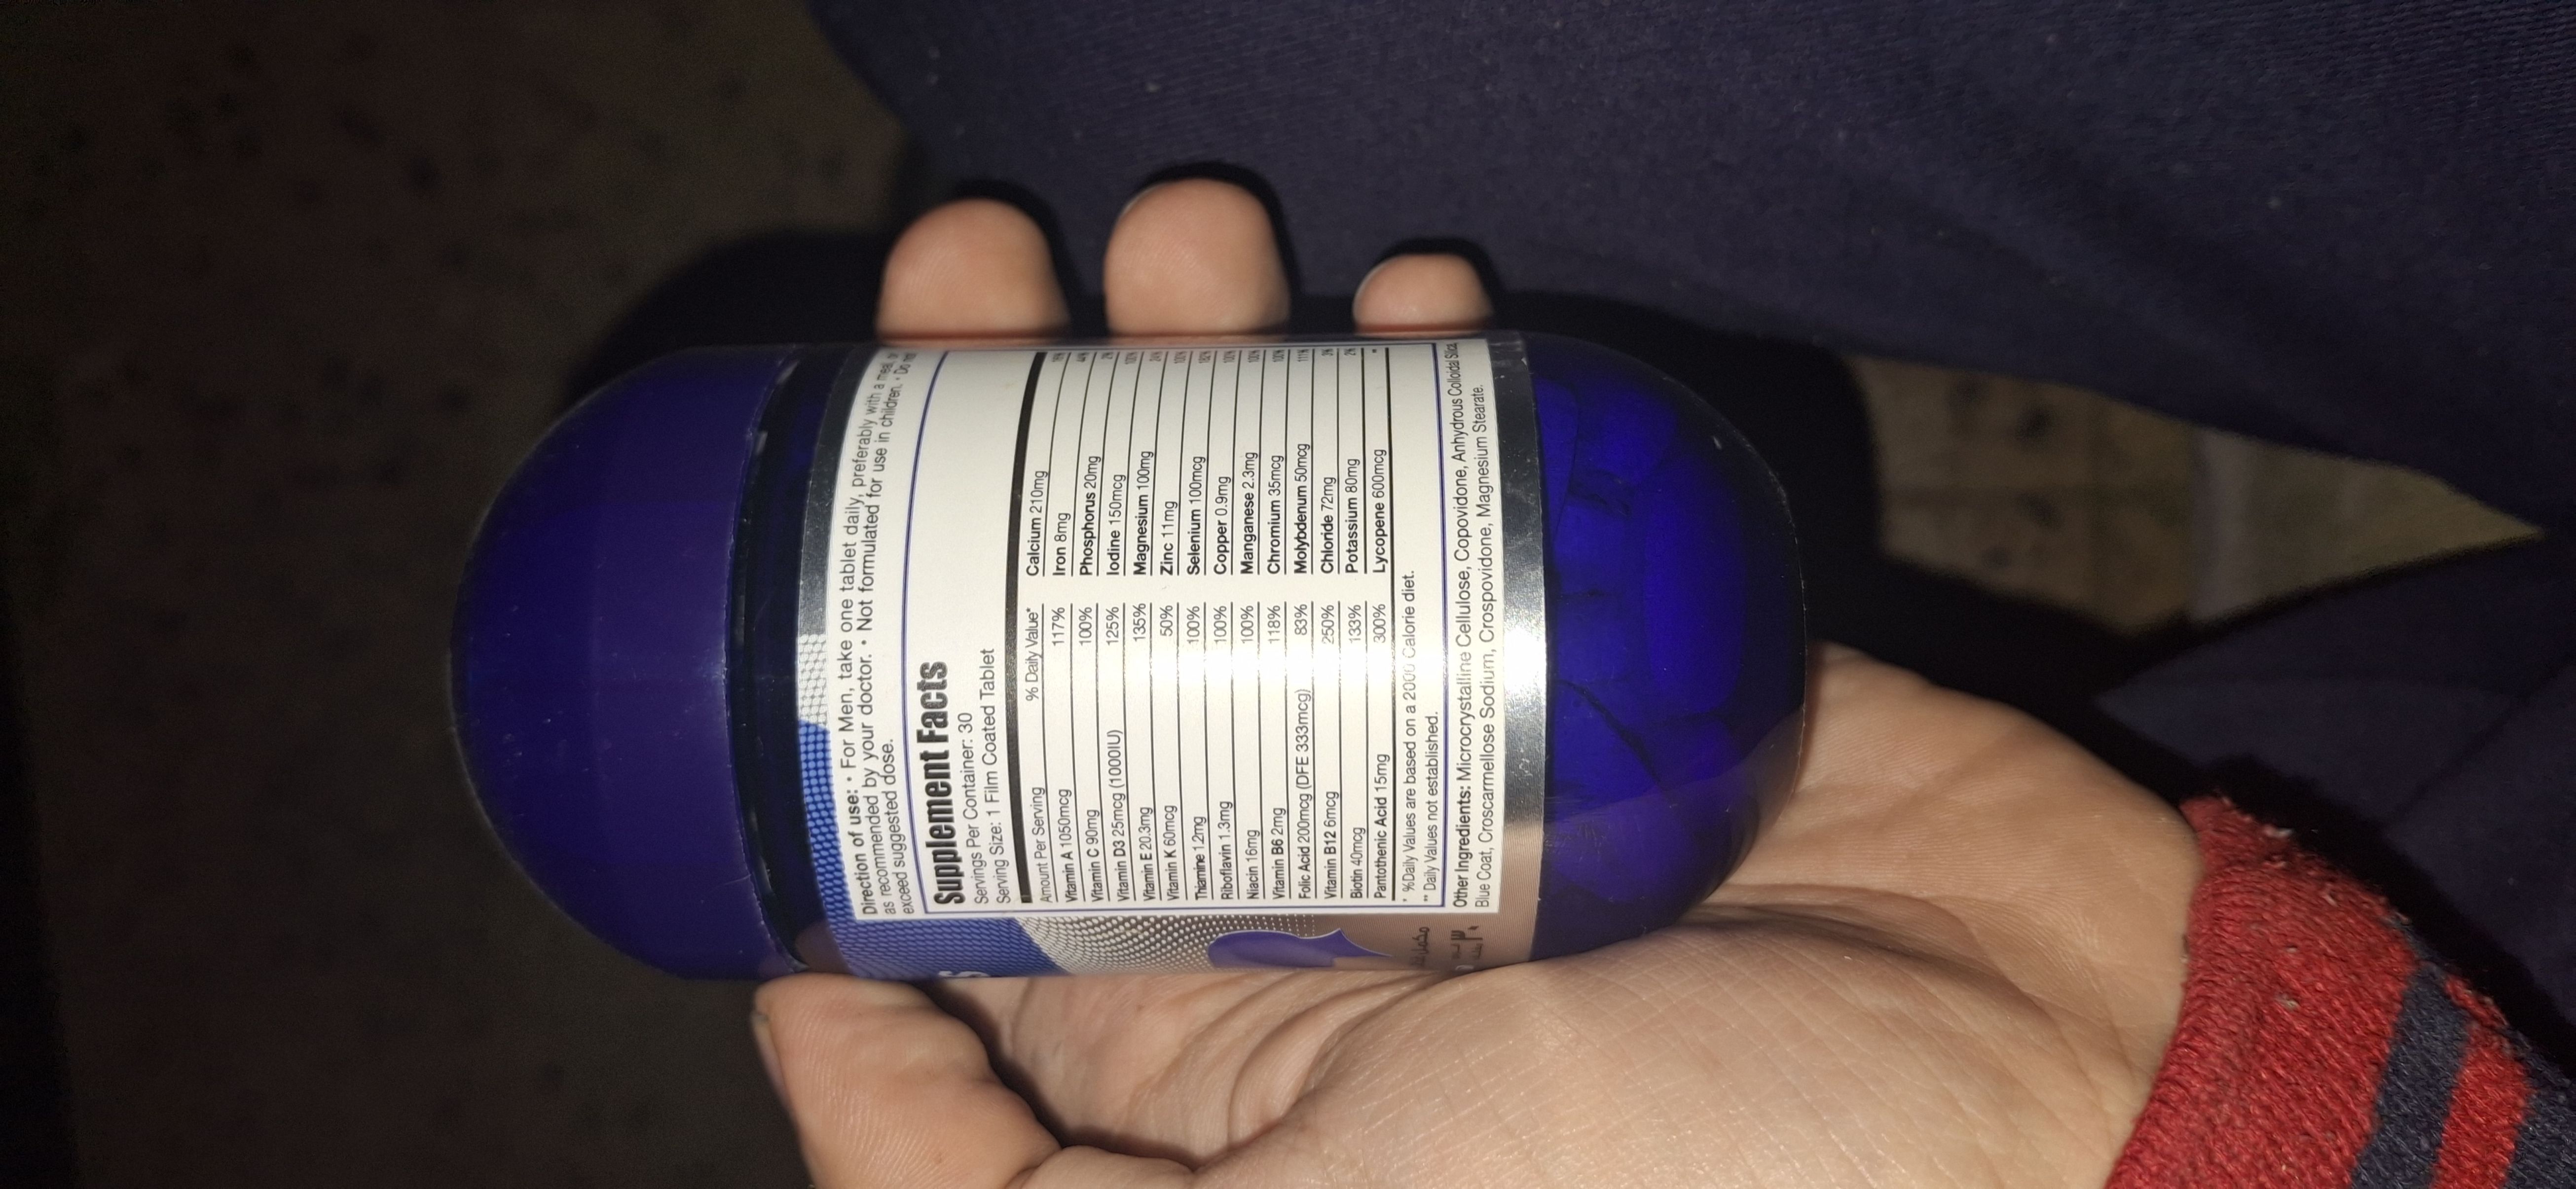 Direction of use: • For Men, take one tablet daily, preferably with a meal, or
as recommended by your doctor. • Not formulated for use in children. • Do not
exceed suggested dose.
Supplement Facts
Servings Per Container: 30
Serving Size: 1 Film Coated Tablet
Amount Per Serving % Daily Value*
Vitamin A 1050mcg 117%
Vitamin C 90mg 100%
Vitamin D3 25mcg (1000IU) 125%
Vitamin E 20.3mg 135%
Vitamin K 60mcg 50%
Thiamine 1.2mg 100%
Riboflavin 1.3mg 100%
Niacin 16mg 100%
Vitamin B6 2mg 118%
Folic Acid 200mcg (DFE 333mcg) 83%
Vitamin B12 6mcg 250%
Biotin 40mcg 133%
Pantothenic Acid 15mg 300%
Calcium 210mg
Iron 8mg
Phosphorus 20mg
Iodine 150mcg
Magnesium 100mg
Zinc 11mg 100%
Selenium 100mcg
Copper 0.9mg 100%
Manganese 2.3mg 100%
Chromium 35mcg 100%
Molybdenum 50mcg 111%
Chloride 72mg
Potassium 80mg 2%
Lycopene 600mcg
* %Daily Values are based on a 2000 Calorie diet.
** Daily Values not established.
Other Ingredients: Microcrystalline Cellulose, Copovidone, Anhydrous Colloidal Silica,
Blue Coat, Croscarmellose Sodium, Crospovidone, Magnesium Stearate.